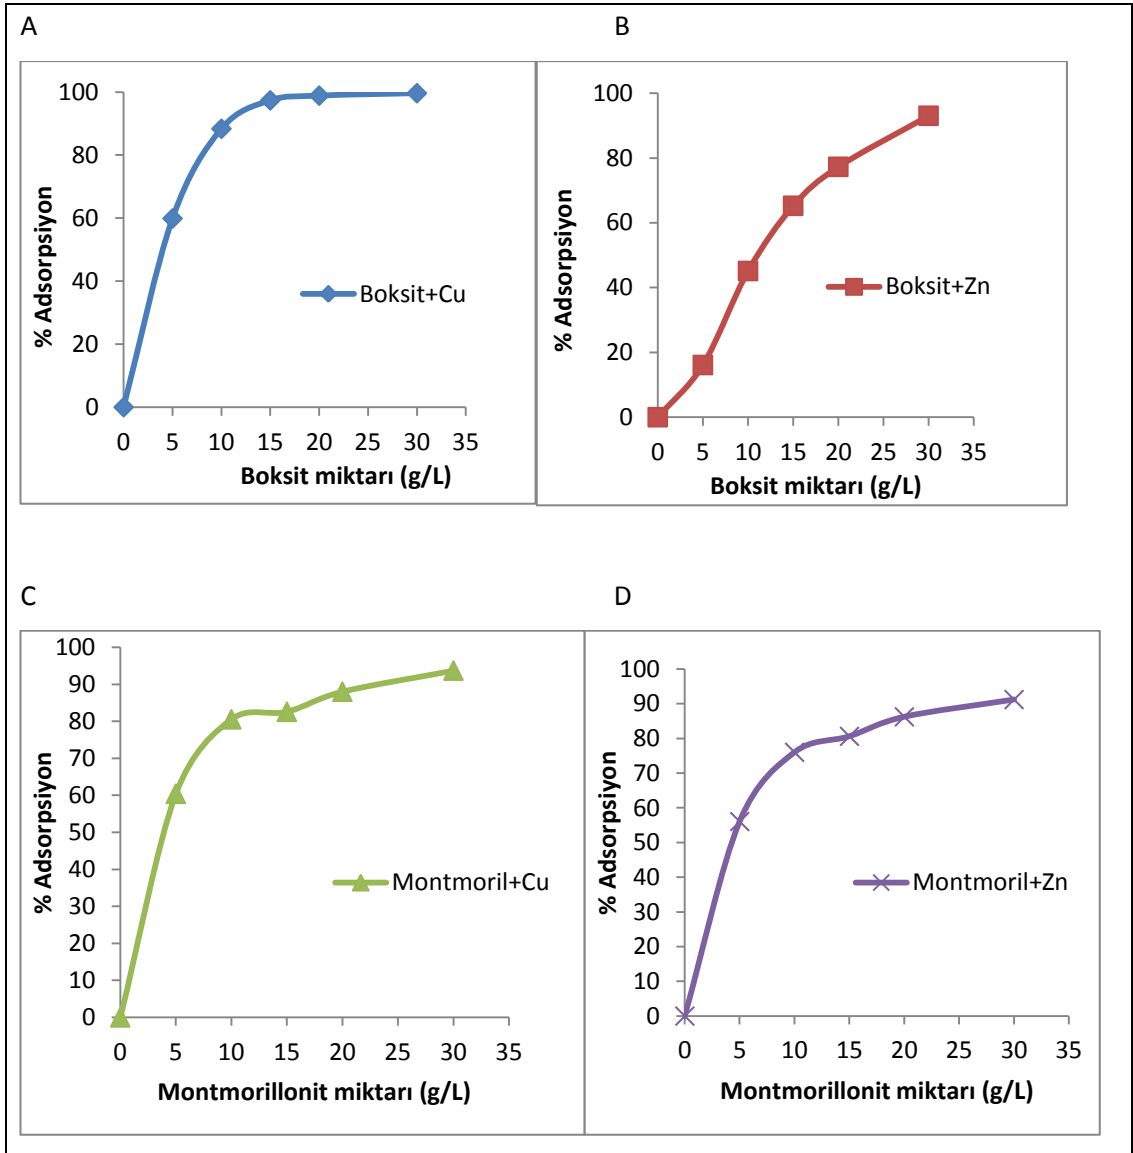 A
B
100
80
60
40
20
0
% Adsorpsiyon
Boksit+Cu
0 5 10 15 20 25 30 35
Boksit miktarı (g/L)
100
80
60
40
20
0
% Adsorpsiyon
Boksit+Zn
0 5 10 15 20 25 30 35
Boksit miktarı (g/L)
C
D
100
90
80
70
60
50
40
30
20
10
0
% Adsorpsiyon
Montmoril+Cu
0 5 10 15 20 25 30 35
Montmorillonit miktarı (g/L)
100
90
80
70
60
50
40
30
20
10
0
% Adsorpsiyon
Montmoril+Zn
0 5 10 15 20 25 30 35
Montmorillonit miktarı (g/L)